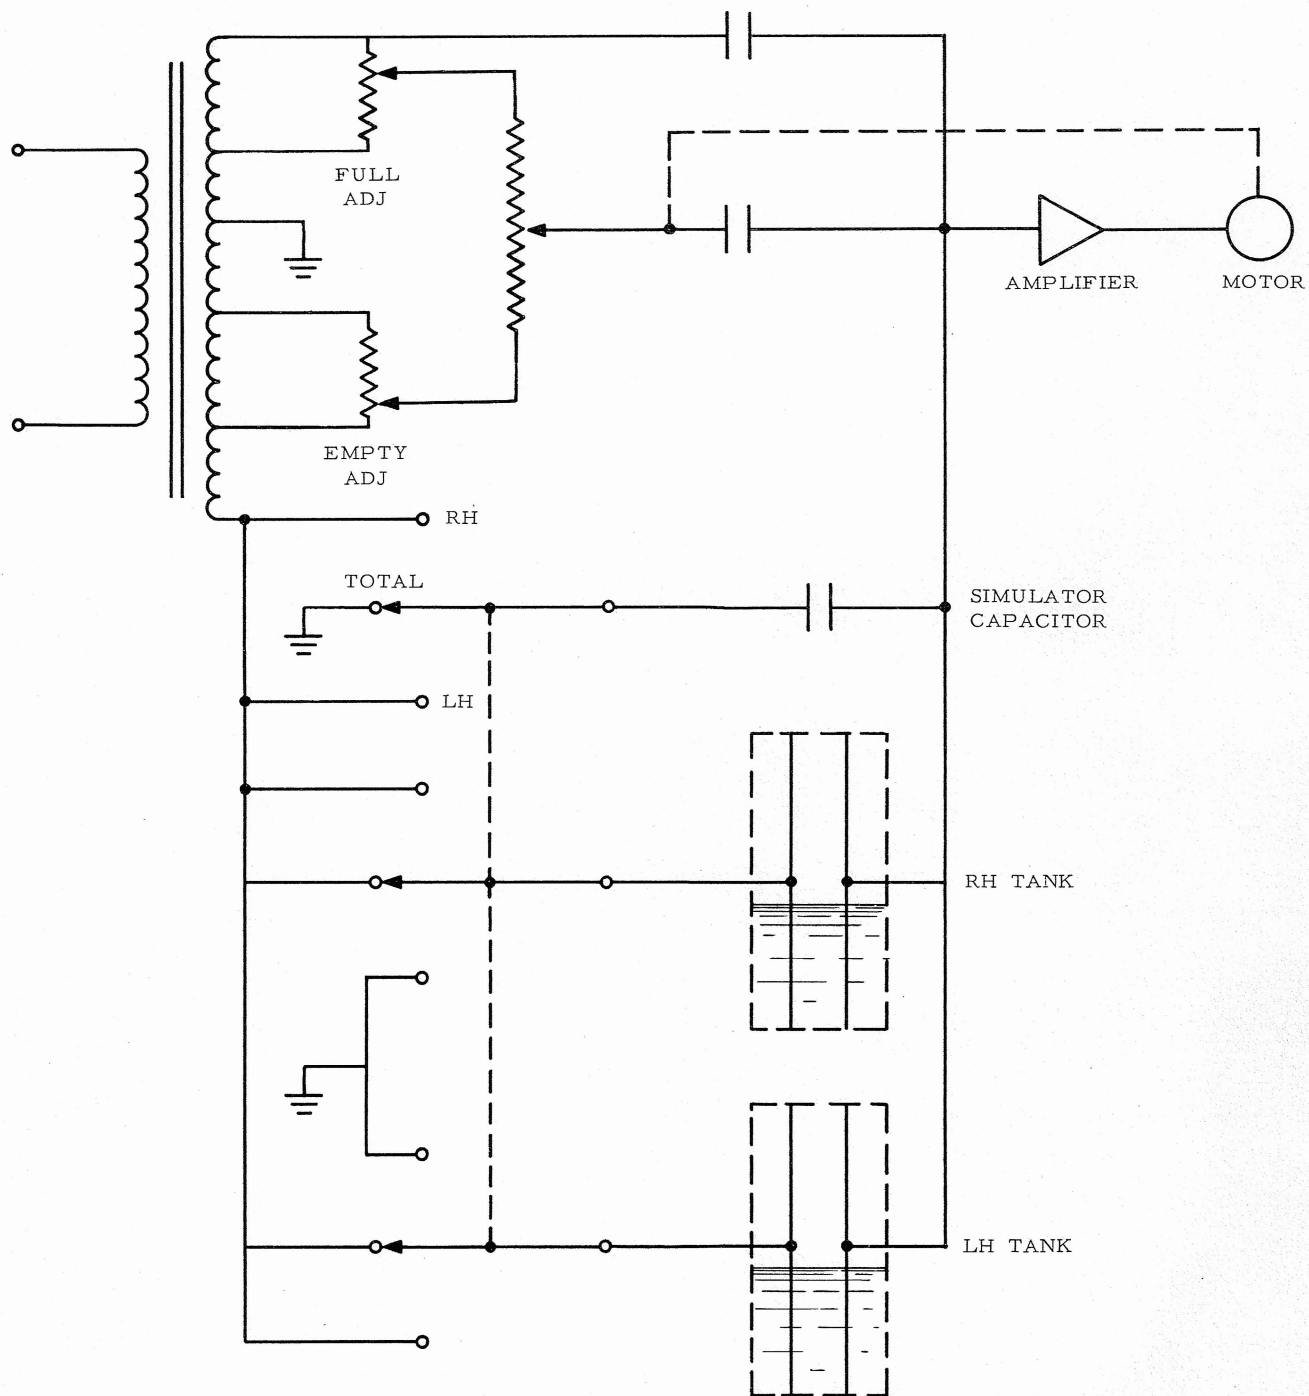 FULL
ADJ
AMPLIFIER
MOTOR
EMPTY
ADJ
RH
TOTAL
SIMULATOR
CAPACITOR
LH
RH TANK
LH TANK